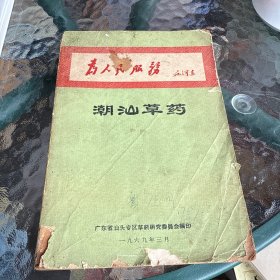 为人民服务 毛泽东
潮汕草药
广东省汕头专区草药研究委员会编印
一九六九年三月